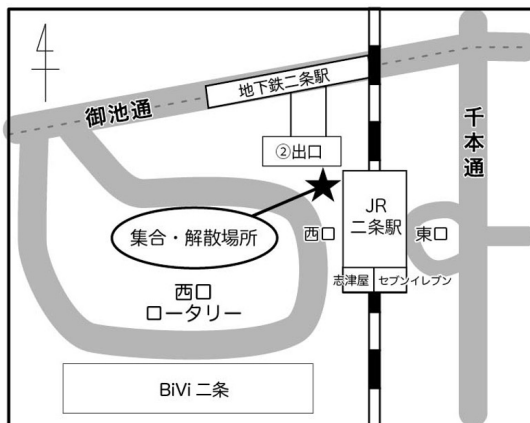 地下鉄二条駅
御池通
千本通
②出口
JR
二条駅
集合・解散場所
西口
東口
志津屋
セブンイレブン
西口
ロータリー
BiVi 二条